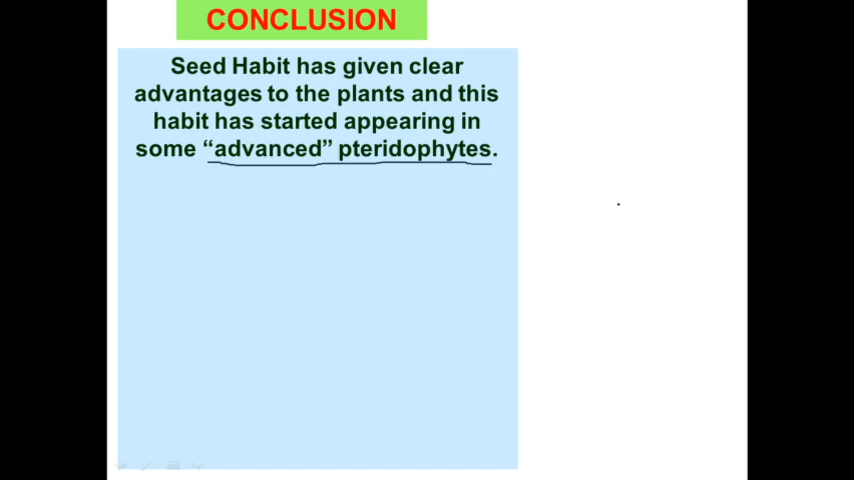 CONCLUSION
Seed Habit has given clear
advantages to the plants and this
habit has started appearing in
some “advanced” pteridophytes.